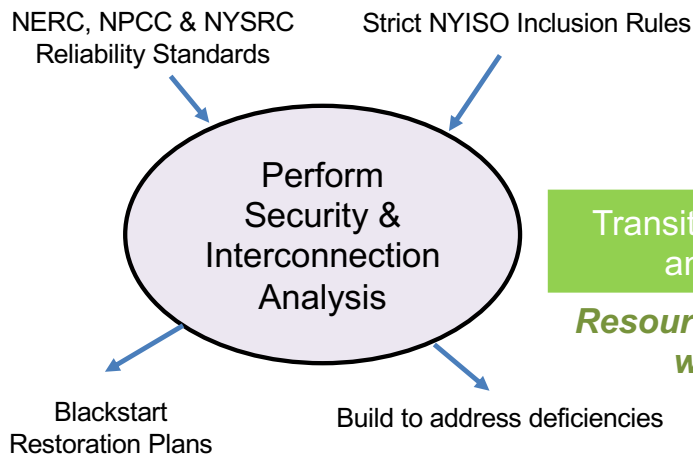 NERC, NPCC & NYSRC
Reliability Standards
Strict NYISO Inclusion Rules
Perform
Security &
Interconnection
Analysis
Blackstart
Restoration Plans
Build to address deficiencies